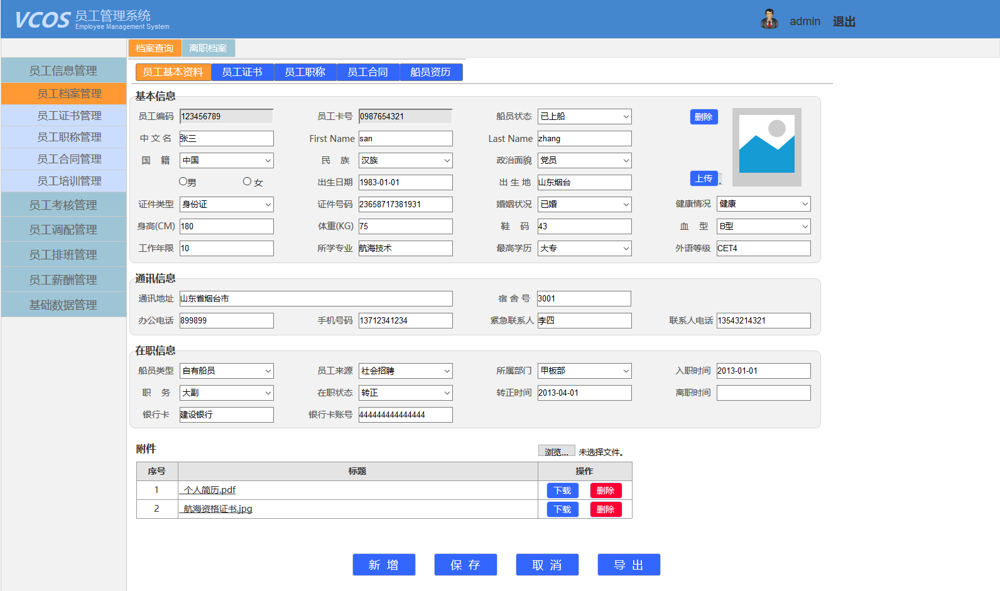 VCOS 员工管理系统
Employee Management System
admin 退出
档案查询 离职档案
员工信息管理
员工档案管理
员工证书管理
员工职称管理
员工合同管理
员工培训管理
员工考核管理
员工调配管理
员工排班管理
员工薪酬管理
基础数据管理
员工基本资料 员工证书 员工职称 员工合同 船员资历
基本信息
员工编码 123456789 员工卡号 0987654321 船员状态 已上船 删除
中 文 名 张三 First Name san Last Name zhang
国 籍 中国 民 族 汉族 政治面貌 党员
男 女 出生日期 1983-01-01 出 生 地 山东烟台 上传
证件类型 身份证 证件号码 23658717381931 婚姻状况 已婚 健康情况 健康
身高(CM) 180 体重(KG) 75 鞋 码 43 血 型 B型
工作年限 10 所学专业 航海技术 最高学历 大专 外语等级 CET4
通讯信息
通讯地址 山东省烟台市 宿 舍 号 3001
办公电话 899899 手机号码 13712341234 紧急联系人 李四 联系人电话 13543214321
在职信息
船员类型 自有船员 员工来源 社会招聘 所属部门 甲板部 入职时间 2013-01-01
职 务 大副 在职状态 转正 转正时间 2013-04-01 离职时间
银行卡 建设银行 银行卡账号 444444444444444
附件 浏览... 未选择文件。
序号 标题 操作
1 个人简历.pdf 下载 删除
2 航海资格证书.jpg 下载 删除
新 增 保 存 取 消 导 出